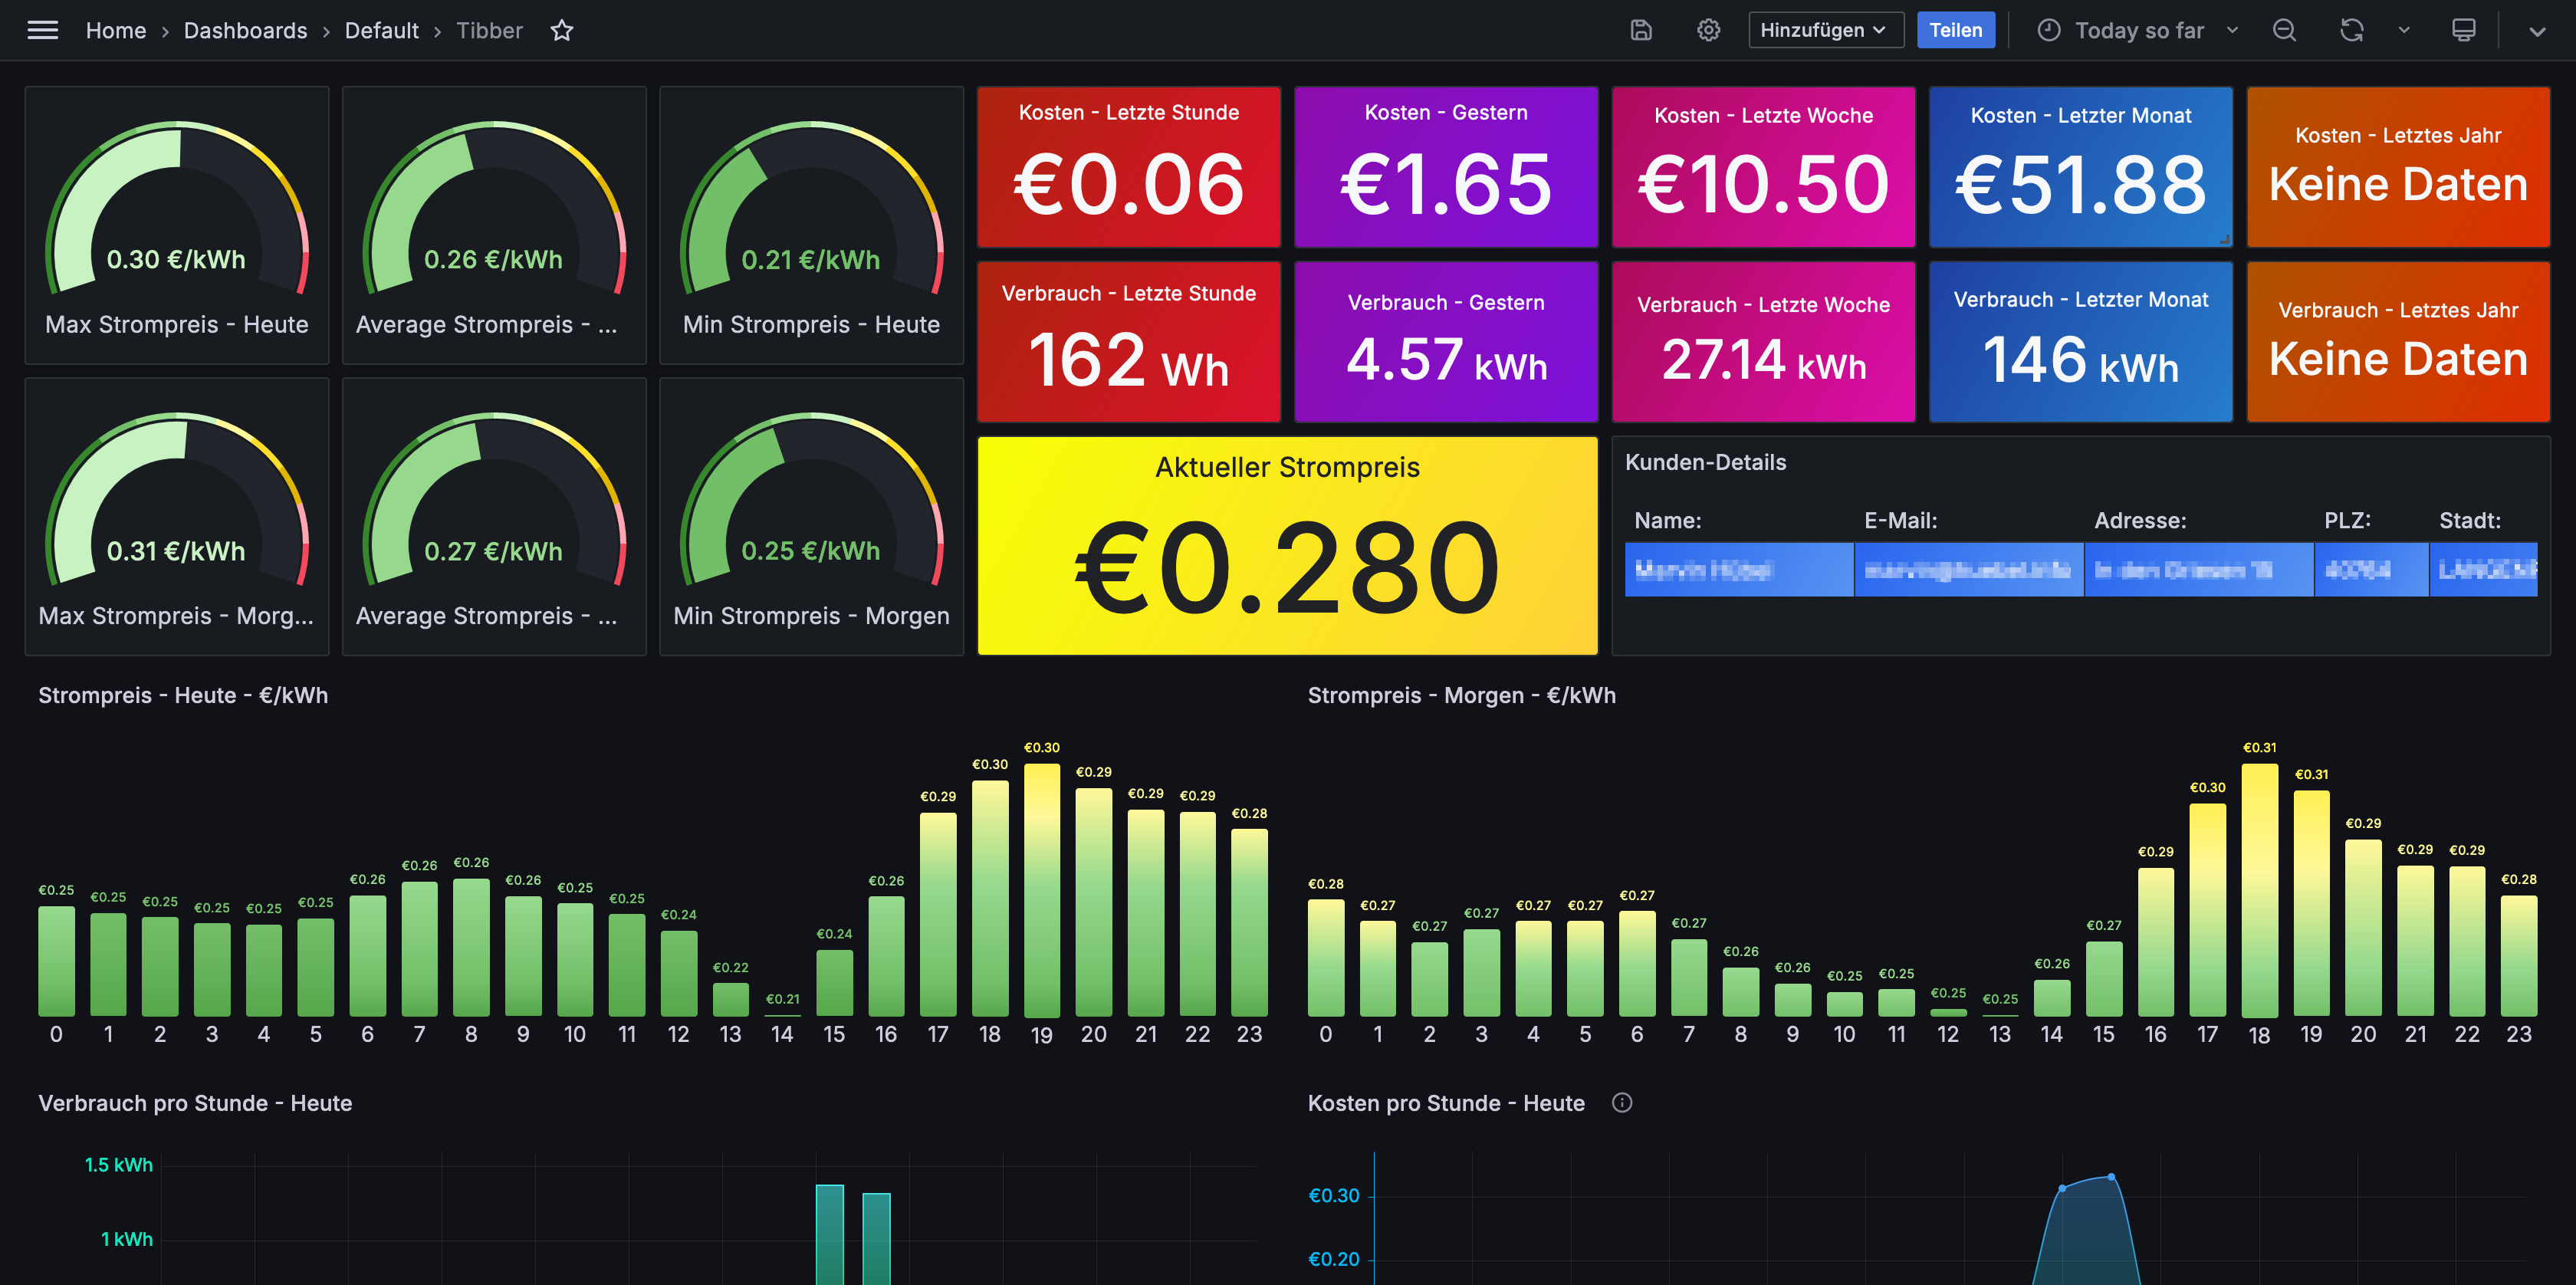 Home › Dashboards › Default › Tibber
Hinzufügen
Teilen
Today so far
0.30 €/kWh
Max Strompreis - Heute
0.26 €/kWh
Average Strompreis - ...
0.21 €/kWh
Min Strompreis - Heute
Kosten - Letzte Stunde
€0.06
Kosten - Gestern
€1.65
Kosten - Letzte Woche
€10.50
Kosten - Letzter Monat
€51.88
Kosten - Letztes Jahr
Keine Daten
Verbrauch - Letzte Stunde
162 Wh
Verbrauch - Gestern
4.57 kWh
Verbrauch - Letzte Woche
27.14 kWh
Verbrauch - Letzter Monat
146 kWh
Verbrauch - Letztes Jahr
Keine Daten
0.31 €/kWh
Max Strompreis - Morg...
0.27 €/kWh
Average Strompreis - ...
0.25 €/kWh
Min Strompreis - Morgen
Aktueller Strompreis
€0.280
Kunden-Details
Name: E-Mail: Adresse: PLZ: Stadt:
Strompreis - Heute - €/kWh
€0.25 €0.25 €0.25 €0.25 €0.25 €0.25 €0.26 €0.26 €0.26 €0.26 €0.25 €0.25 €0.24 €0.22 €0.21 €0.24 €0.26 €0.29 €0.30 €0.30 €0.29 €0.29 €0.29 €0.28
0 1 2 3 4 5 6 7 8 9 10 11 12 13 14 15 16 17 18 19 20 21 22 23
Strompreis - Morgen - €/kWh
€0.28 €0.27 €0.27 €0.27 €0.27 €0.27 €0.27 €0.27 €0.26 €0.26 €0.25 €0.25 €0.25 €0.25 €0.26 €0.27 €0.29 €0.30 €0.31 €0.31 €0.29 €0.29 €0.29 €0.28
0 1 2 3 4 5 6 7 8 9 10 11 12 13 14 15 16 17 18 19 20 21 22 23
Verbrauch pro Stunde - Heute
1.5 kWh
1 kWh
Kosten pro Stunde - Heute
€0.30
€0.20